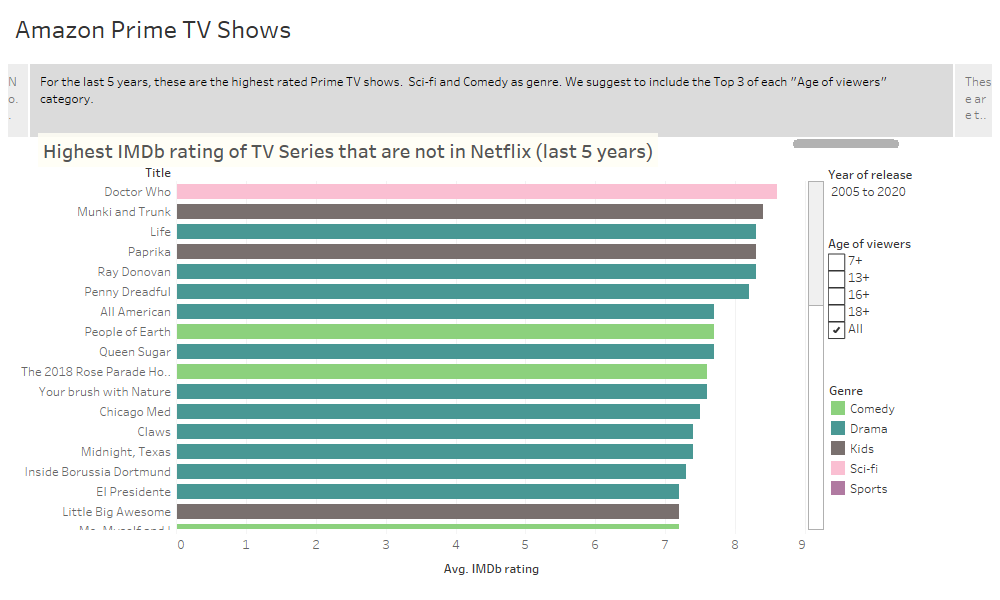 Amazon Prime TV Shows
N
o.
.
For the last 5 years, these are the highest rated Prime TV shows. Sci-fi and Comedy as genre. We suggest to include the Top 3 of each "Age of viewers"
category.
Thes
e ar
e t..
Highest IMDb rating of TV Series that are not in Netflix (last 5 years)
Title
Doctor Who
Munki and Trunk
Life
Paprika
Ray Donovan
Penny Dreadful
All American
People of Earth
Queen Sugar
The 2018 Rose Parade Ho..
Your brush with Nature
Chicago Med
Claws
Midnight, Texas
Inside Borussia Dortmund
El Presidente
Little Big Awesome
0 1 2 3 4 5 6 7 8 9
Avg. IMDb rating
Year of release
2005 to 2020
Age of viewers
7+
13+
16+
18+
All
Genre
Comedy
Drama
Kids
Sci-fi
Sports